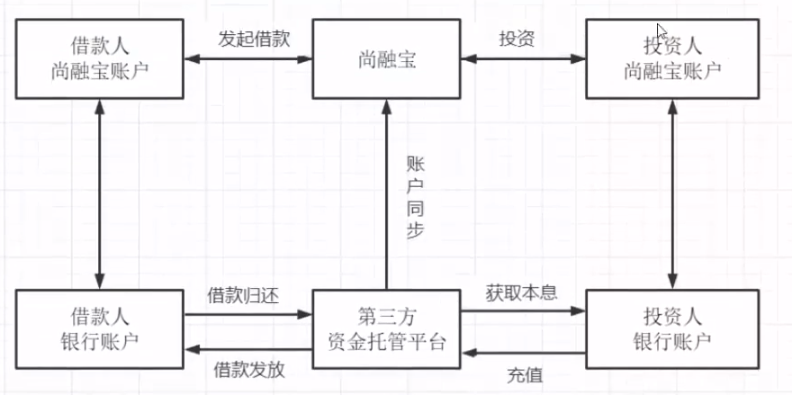 借款人
尚融宝账户
发起借款
尚融宝
投资
投资人
尚融宝账户
账
户
同
步
借款人
银行账户
借款归还
借款发放
第三方
资金托管平台
获取本息
充值
投资人
银行账户